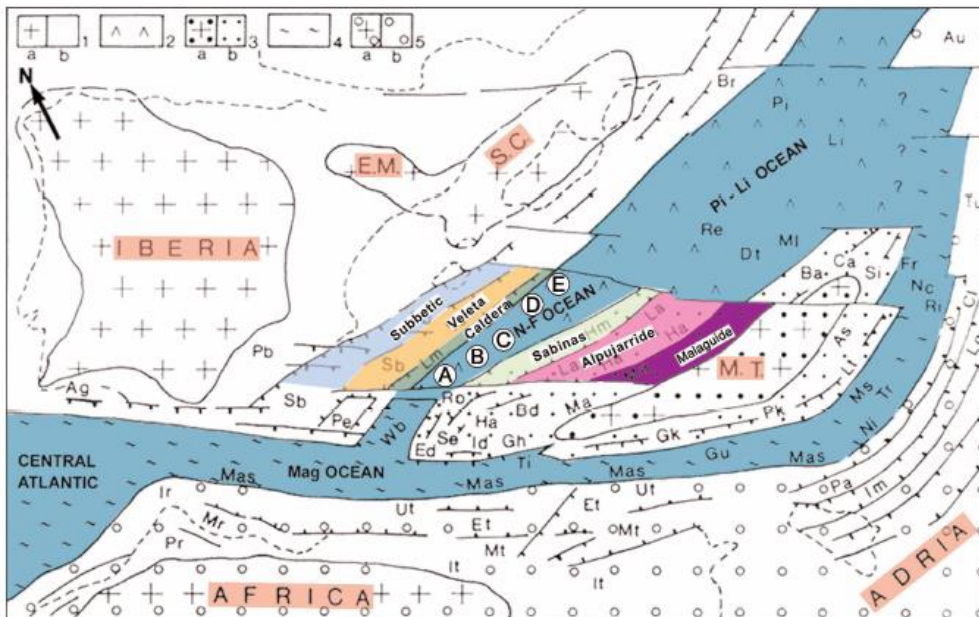 a b 1 2 a b 3 4 a b 5
N
Au
Br
Pi
?
Li
E.M.
S.C.
Pi - Li OCEAN
?
Tu
IBERIA
Re
Dt
Ml
Ba
Ca
Si
Fr
Nc
Ri
Cl
Subbetic
Veleta
Caldera
E
D
N-F OCEAN
C
B
A
Sabinas
Hm
La
Alpujarride
Ha
Malaguide
M.T.
As
Li
Pb
Sb
Lm
La
Ha
Ag
Sb
Pe
Wb
Ro
Ha
Se
Ed
Id
Bd
Gh
Ma
Ti
Gk
Pk
Gu
Ms
Tr
Ni
CENTRAL
ATLANTIC
Mas
Mag OCEAN
Mas
Mas
Mas
Pa
Im
Ir
Mr
Pr
Ut
Et
Mt
It
Et
Ut
Mt
It
AFRICA
ADRIA